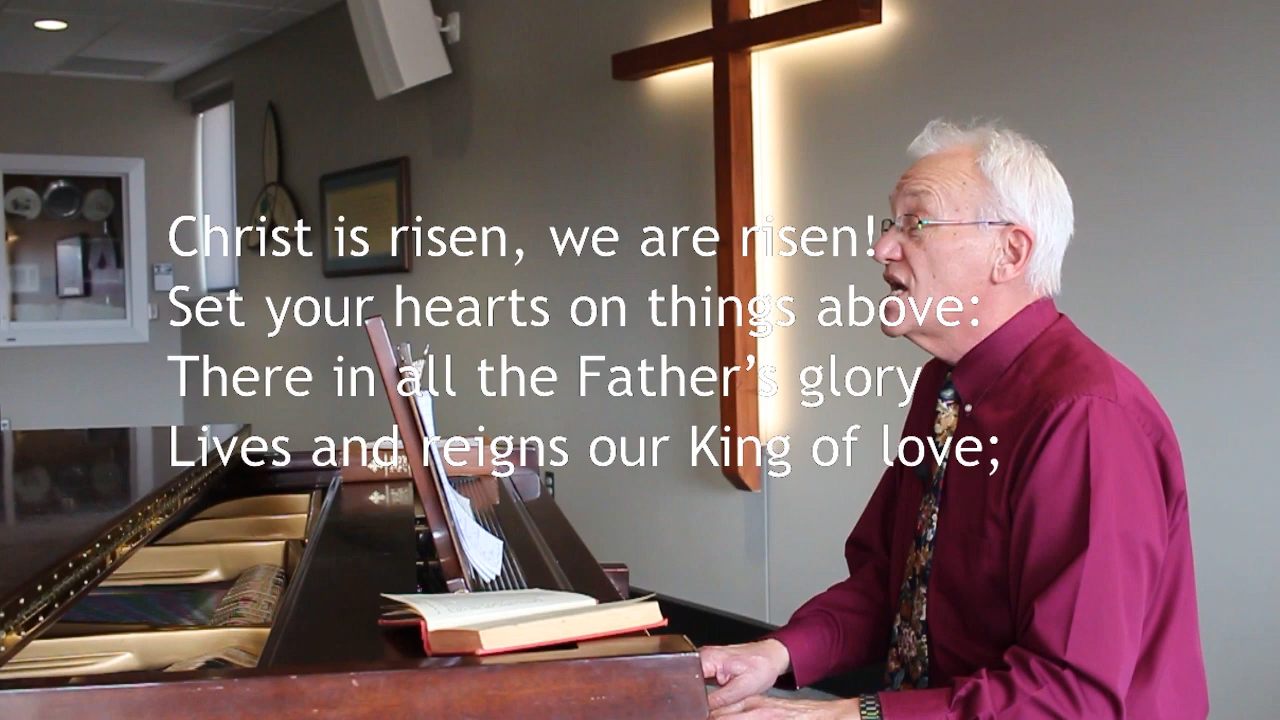 Christ is risen, we are risen!
Set your hearts on things above:
There in all the Father’s glory
Lives and reigns our King of love;